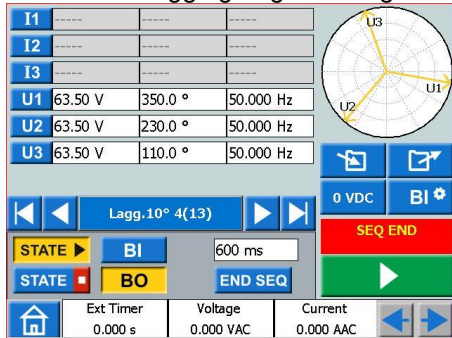 I1 ----- ----- -----
I2 ----- ----- -----
I3 ----- ----- -----
U1 63.50 V 350.0 ° 50.000 Hz
U2 63.50 V 230.0 ° 50.000 Hz
U3 63.50 V 110.0 ° 50.000 Hz
U3
U1
U2
0 VDC BI
Lagg.10° 4(13)
SEQ END
STATE BI 600 ms
STATE BO END SEQ
Ext Timer Voltage Current
0.000 s 0.000 VAC 0.000 AAC